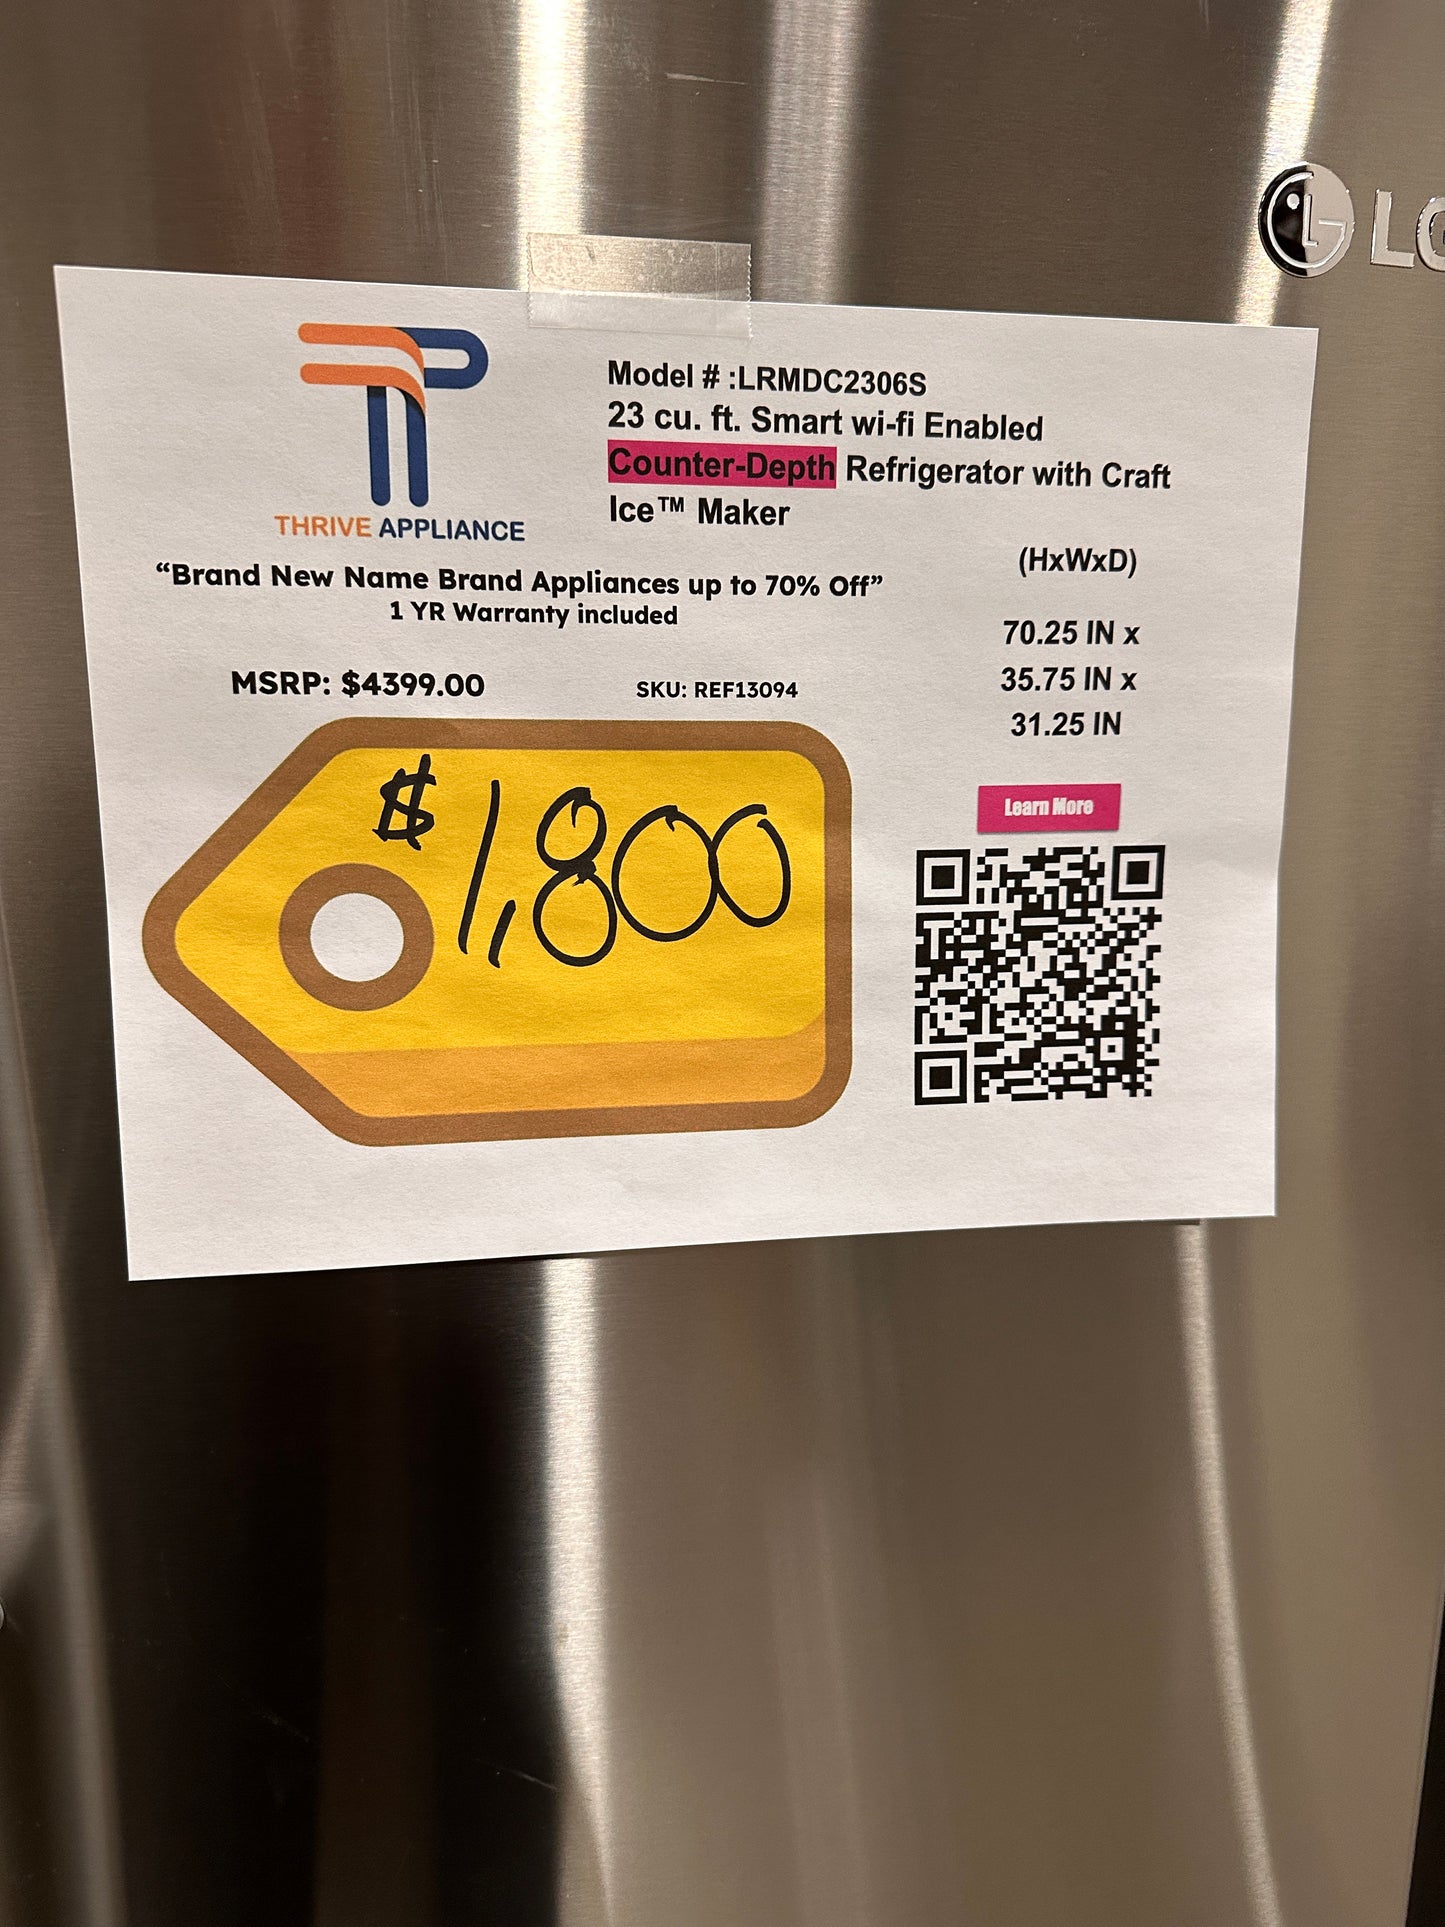 LG
Model # :LRMDC2306S
23 cu. ft. Smart wi-fi Enabled
Counter-Depth Refrigerator with Craft
Ice™ Maker
THRIVE APPLIANCE
“Brand New Name Brand Appliances up to 70% Off”
1 YR Warranty included
(HxWxD)
70.25 IN x
35.75 IN x
31.25 IN
MSRP: $4399.00
SKU: REF13094
$1,800
Learn More